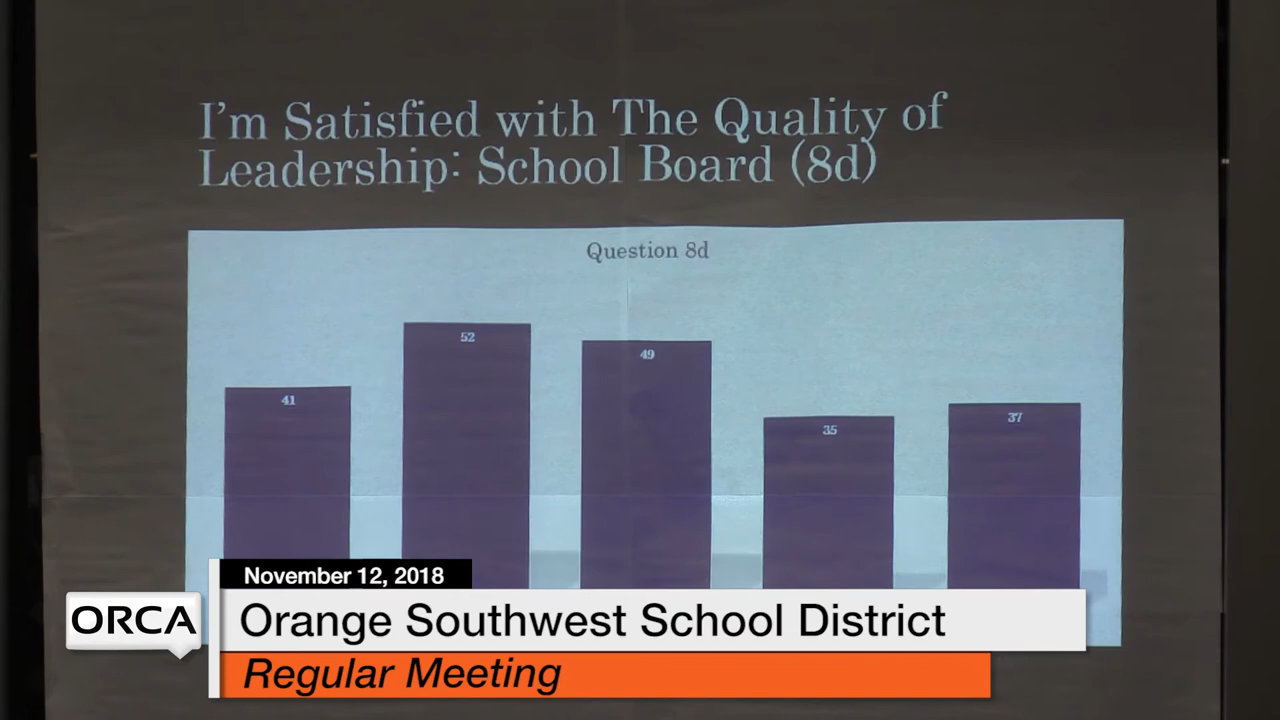 I'm Satisfied with The Quality of
Leadership: School Board (8d)
Question 8d
41
52
49
35
37
November 12, 2018
ORCA
Orange Southwest School District
Regular Meeting